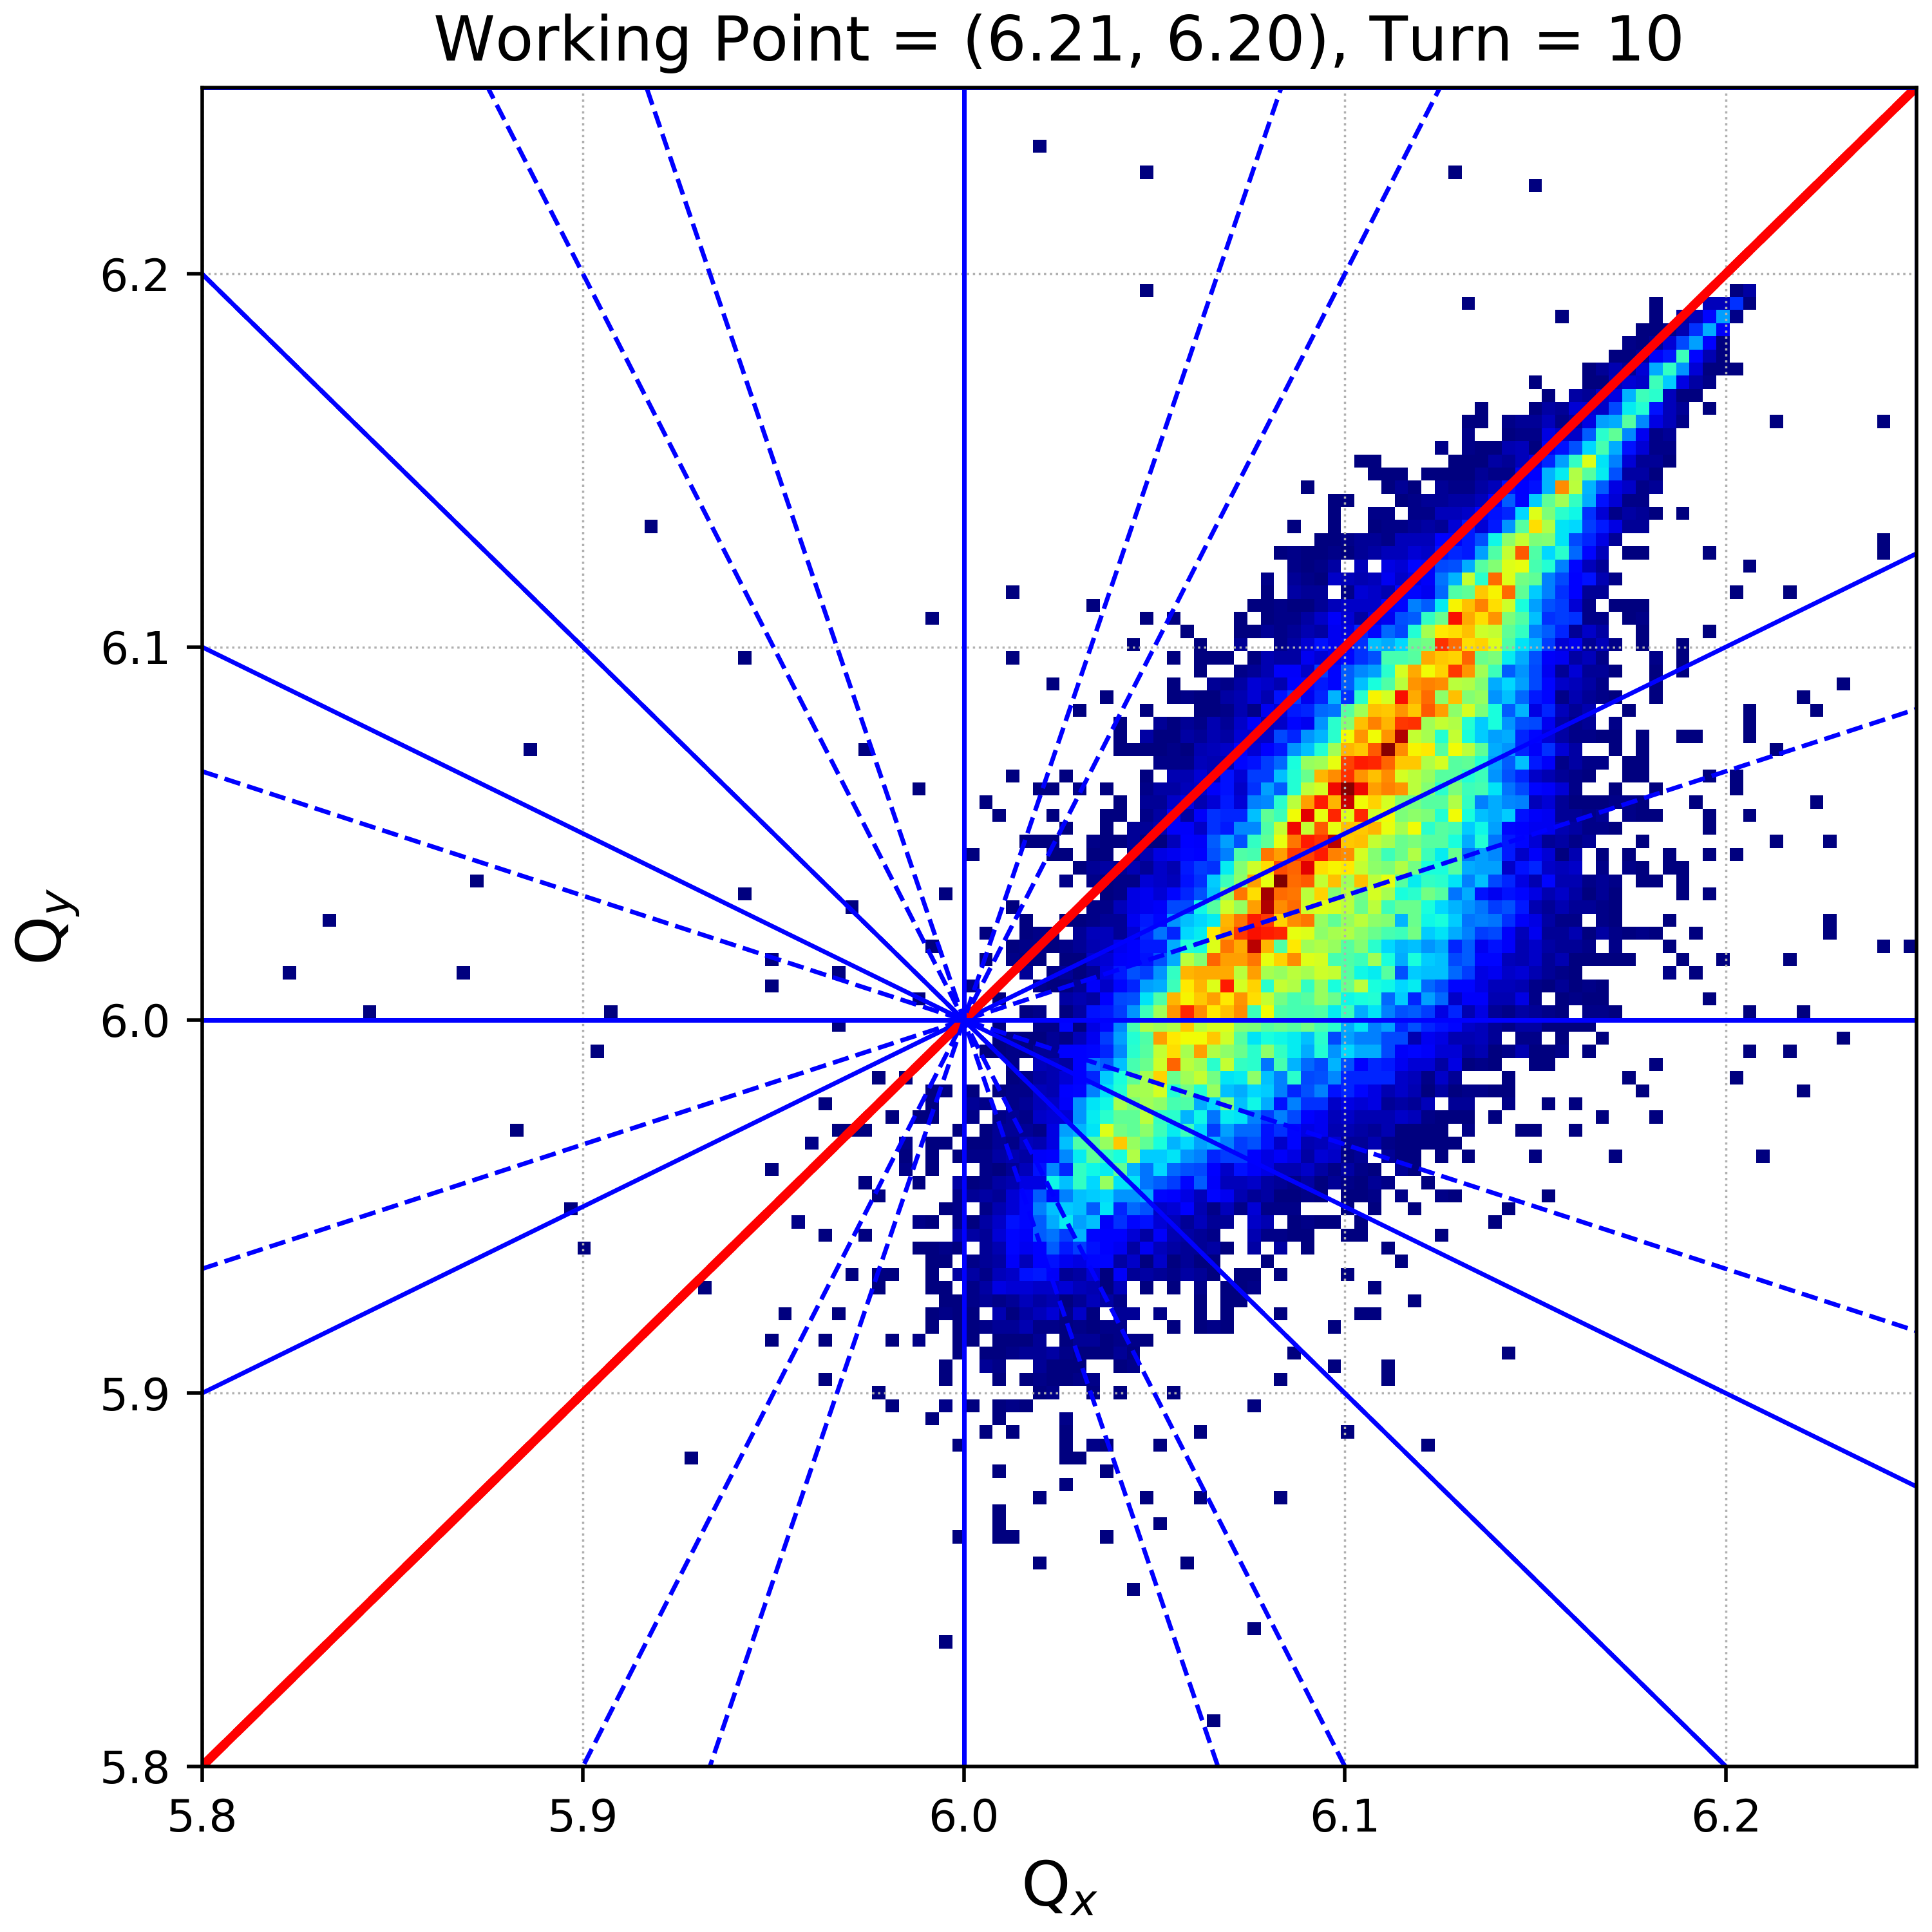 Working Point = (6.21, 6.20), Turn = 10
6.2
6.1
6.0
5.9
5.8
Qy
5.8 5.9 6.0 6.1 6.2
Qx